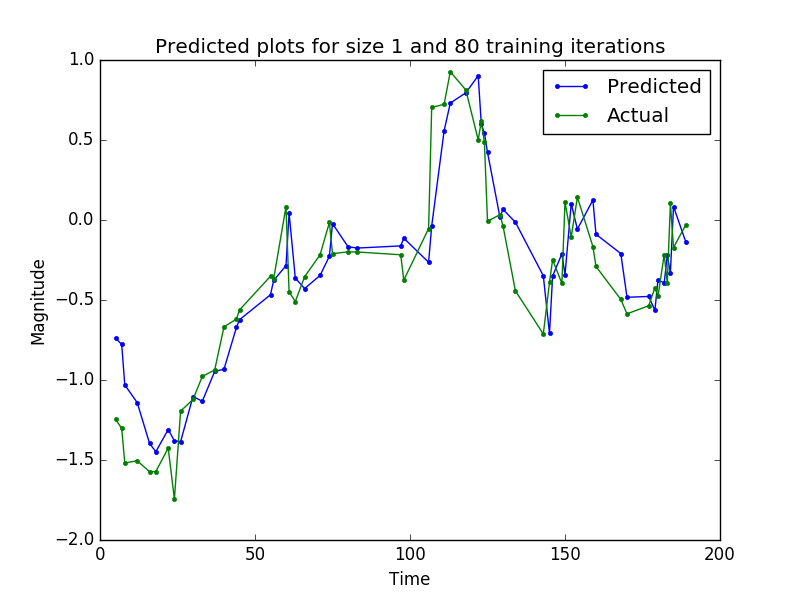 Predicted plots for size 1 and 80 training iterations
Predicted
Actual
1.0
0.5
0.0
−0.5
−1.0
−1.5
−2.0
Magnitude
0 50 100 150 200
Time